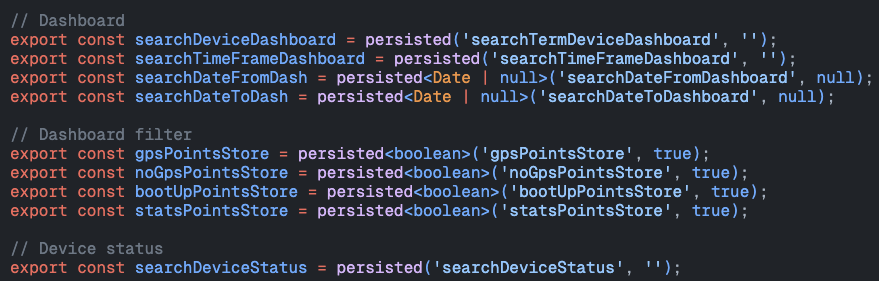 // Dashboard
export const searchDeviceDashboard = persisted('searchTermDeviceDashboard', '');
export const searchTimeFrameDashboard = persisted('searchTimeFrameDashboard', '');
export const searchDateFromDash = persisted<Date | null>('searchDateFromDashboard', null);
export const searchDateToDash = persisted<Date | null>('searchDateToDashboard', null);

// Dashboard filter
export const gpsPointsStore = persisted<boolean>('gpsPointsStore', true);
export const noGpsPointsStore = persisted<boolean>('noGpsPointsStore', true);
export const bootUpPointsStore = persisted<boolean>('bootUpPointsStore', true);
export const statsPointsStore = persisted<boolean>('statsPointsStore', true);

// Device status
export const searchDeviceStatus = persisted('searchDeviceStatus', '');